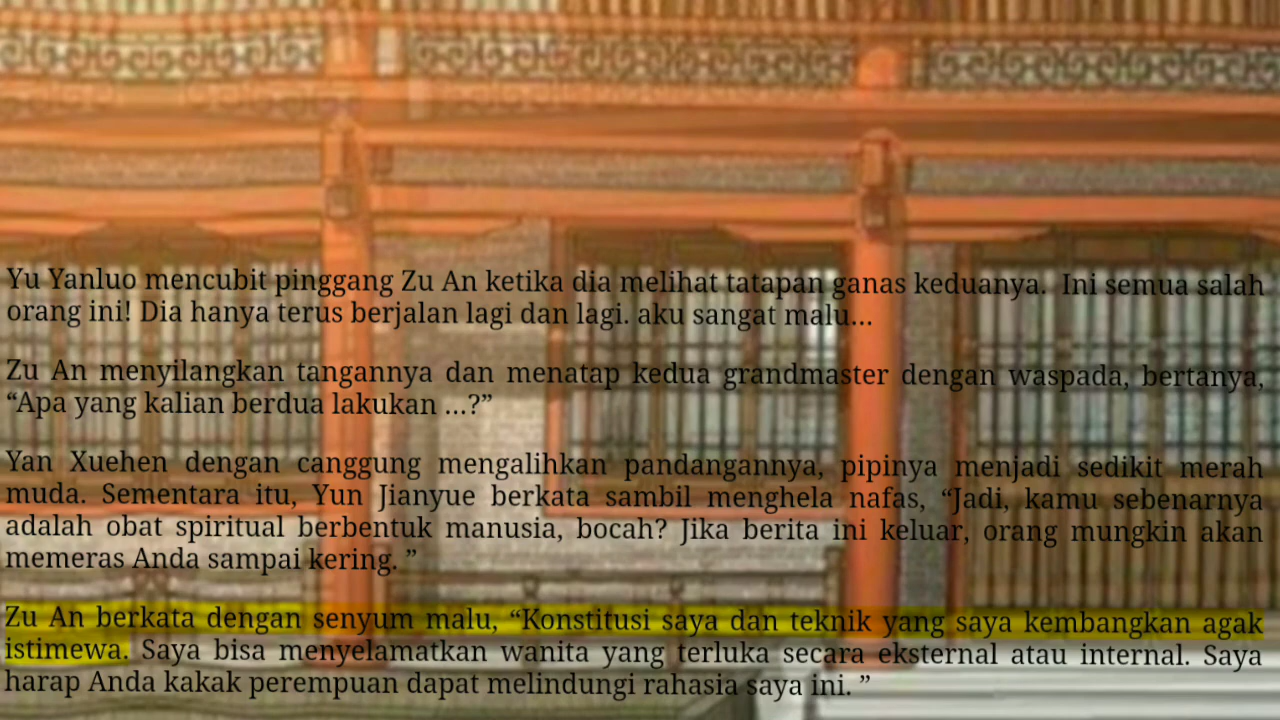 Yu Yanluo mencubit pinggang Zu An ketika dia melihat tatapan ganas keduanya.  Ini semua salah
orang ini! Dia hanya terus berjalan lagi dan lagi. aku sangat malu...
Zu An menyilangkan tangannya dan menatap kedua grandmaster dengan waspada, bertanya,
“Apa yang kalian berdua lakukan ...?”
Yan Xuehen dengan canggung mengalihkan pandangannya, pipinya menjadi sedikit merah
muda. Sementara itu, Yun Jianyue berkata sambil menghela nafas, “Jadi, kamu sebenarnya
adalah obat spiritual berbentuk manusia, bocah? Jika berita ini keluar, orang mungkin akan
memeras Anda sampai kering. ”
Zu An berkata dengan senyum malu, “Konstitusi saya dan teknik yang saya kembangkan agak
istimewa. Saya bisa menyelamatkan wanita yang terluka secara eksternal atau internal. Saya
harap Anda kakak perempuan dapat melindungi rahasia saya ini. ”